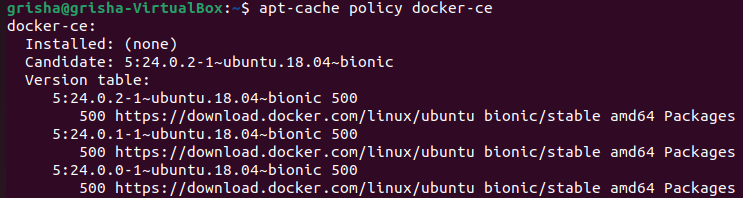 grisha@grisha-VirtualBox:~$ apt-cache policy docker-ce
docker-ce:
  Installed: (none)
  Candidate: 5:24.0.2-1~ubuntu.18.04~bionic
  Version table:
     5:24.0.2-1~ubuntu.18.04~bionic 500
        500 https://download.docker.com/linux/ubuntu bionic/stable amd64 Packages
     5:24.0.1-1~ubuntu.18.04~bionic 500
        500 https://download.docker.com/linux/ubuntu bionic/stable amd64 Packages
     5:24.0.0-1~ubuntu.18.04~bionic 500
        500 https://download.docker.com/linux/ubuntu bionic/stable amd64 Packages